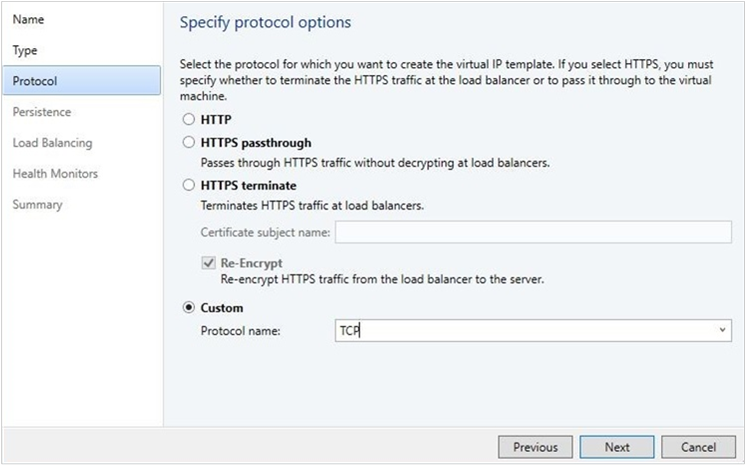 Name
Type
Protocol
Persistence
Load Balancing
Health Monitors
Summary
Specify protocol options
Select the protocol for which you want to create the virtual IP template. If you select HTTPS, you must
specify whether to terminate the HTTPS traffic at the load balancer or to pass it through to the virtual
machine.
HTTP
HTTPS passthrough
Passes through HTTPS traffic without decrypting at load balancers.
HTTPS terminate
Terminates HTTPS traffic at load balancers.
Certificate subject name:
Re-Encrypt
Re-encrypt HTTPS traffic from the load balancer to the server.
Custom
Protocol name: TCP
Previous Next Cancel